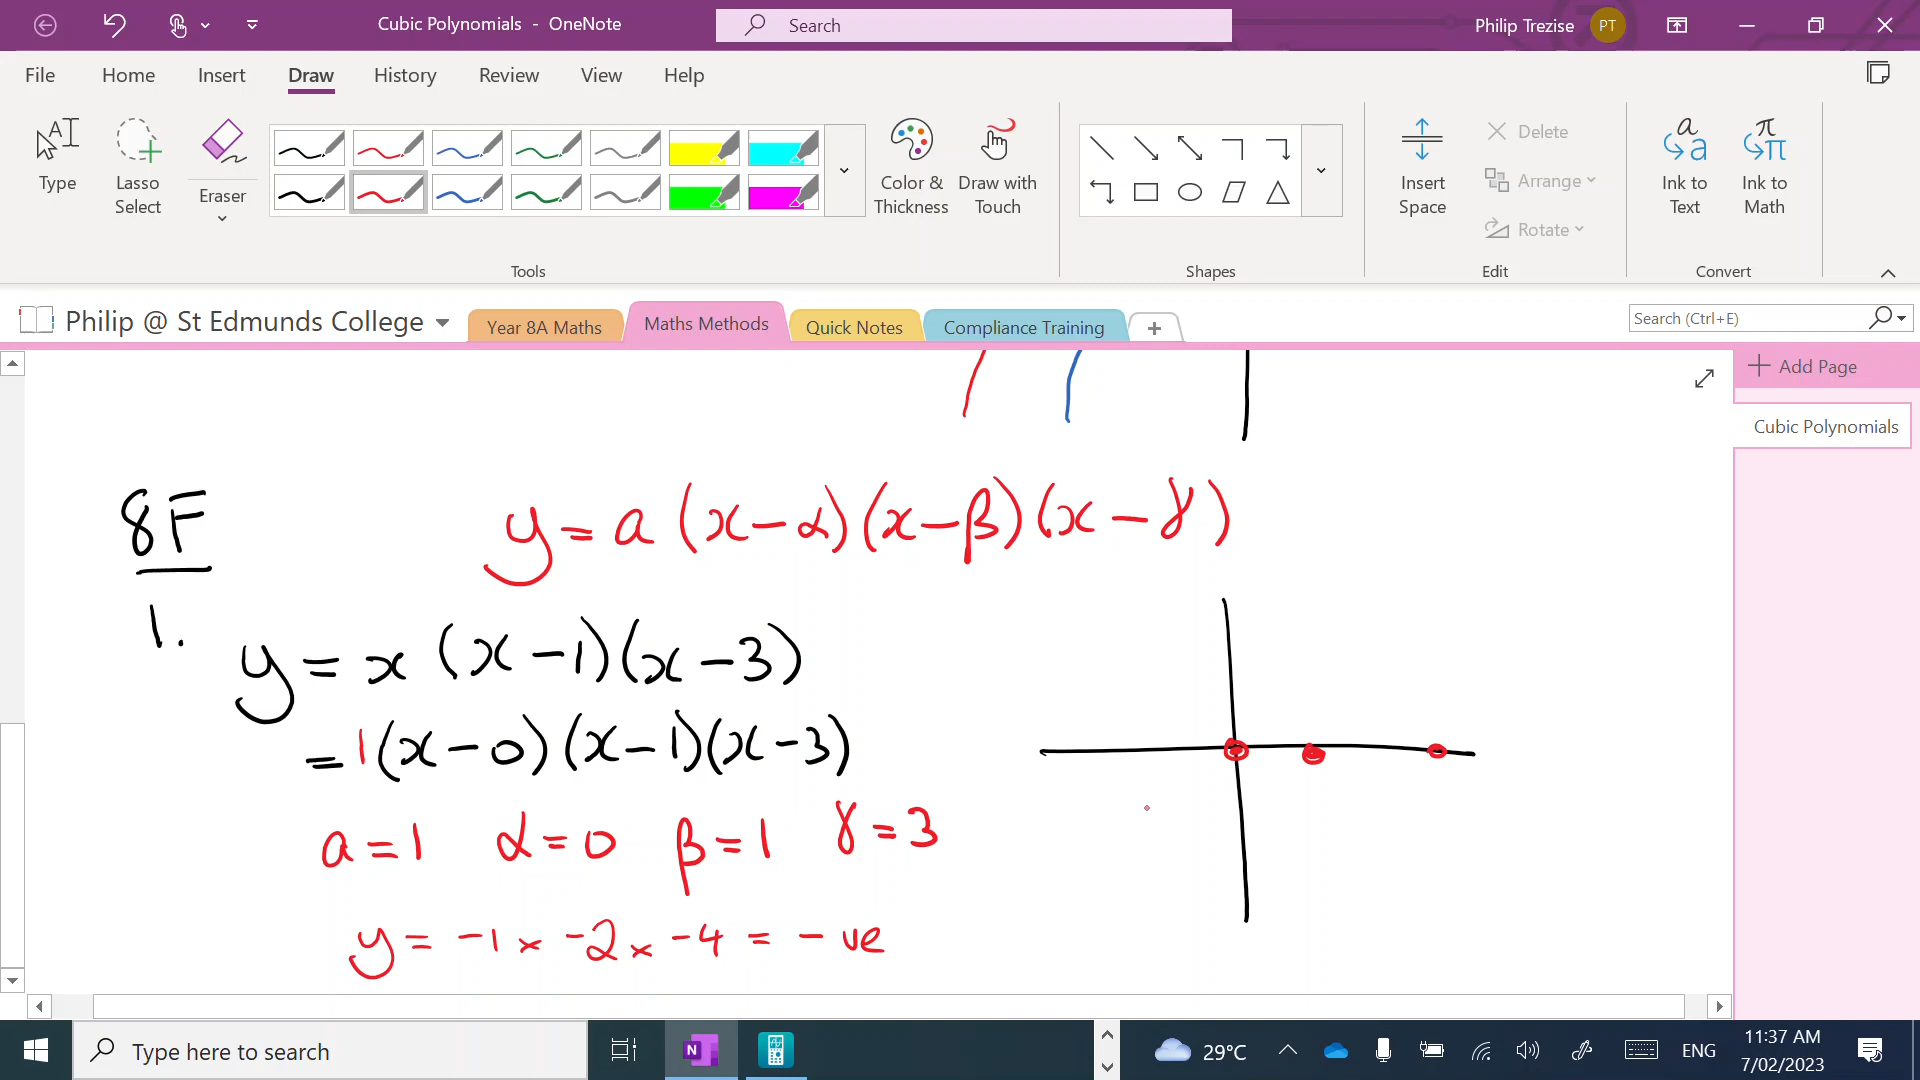 Cubic Polynomials - OneNote
Search
Philip Trezise
PT
File Home Insert Draw History Review View Help
Type
Lasso Select
Eraser
Color & Thickness
Draw with Touch
Insert Space
Delete
Arrange
Rotate
Ink to Text
Ink to Math
Tools
Shapes
Edit
Convert
Philip @ St Edmunds College
Year 8A Maths
Maths Methods
Quick Notes
Compliance Training
Search (Ctrl+E)
Add Page
Cubic Polynomials
8F
y = a (x - α)(x - β)(x - γ)
1.
y = x (x - 1)(x - 3)
= 1(x - 0)(x - 1)(x - 3)
a = 1 α = 0 β = 1 γ = 3
y = -1 × -2 × -4 = - ve
Type here to search
N
29°C
ENG
11:37 AM
7/02/2023